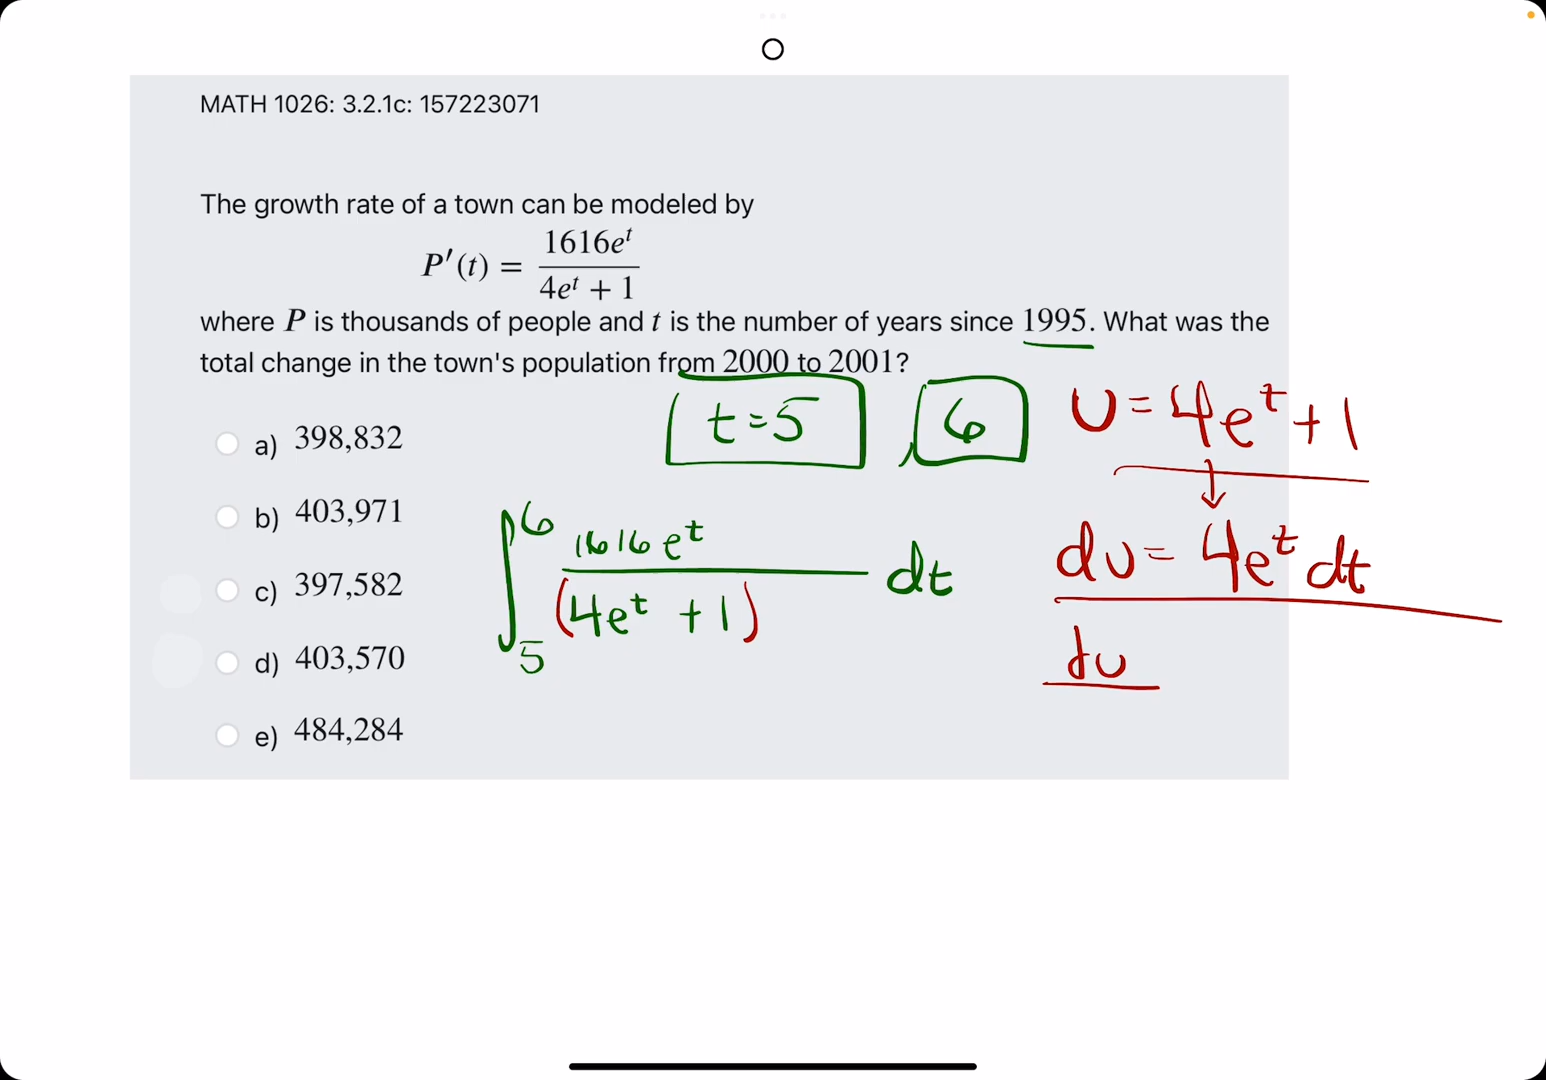 MATH 1026: 3.2.1c: 157223071
The growth rate of a town can be modeled by
P′(t) = 1616e^t / 4e^t + 1
where P is thousands of people and t is the number of years since 1995. What was the
total change in the town's population from 2000 to 2001?
a) 398,832
b) 403,971
c) 397,582
d) 403,570
e) 484,284
t=5 , 6
∫_5^6 1616 e^t / (4e^t + 1) dt
u = 4e^t + 1
du = 4e^t dt
du